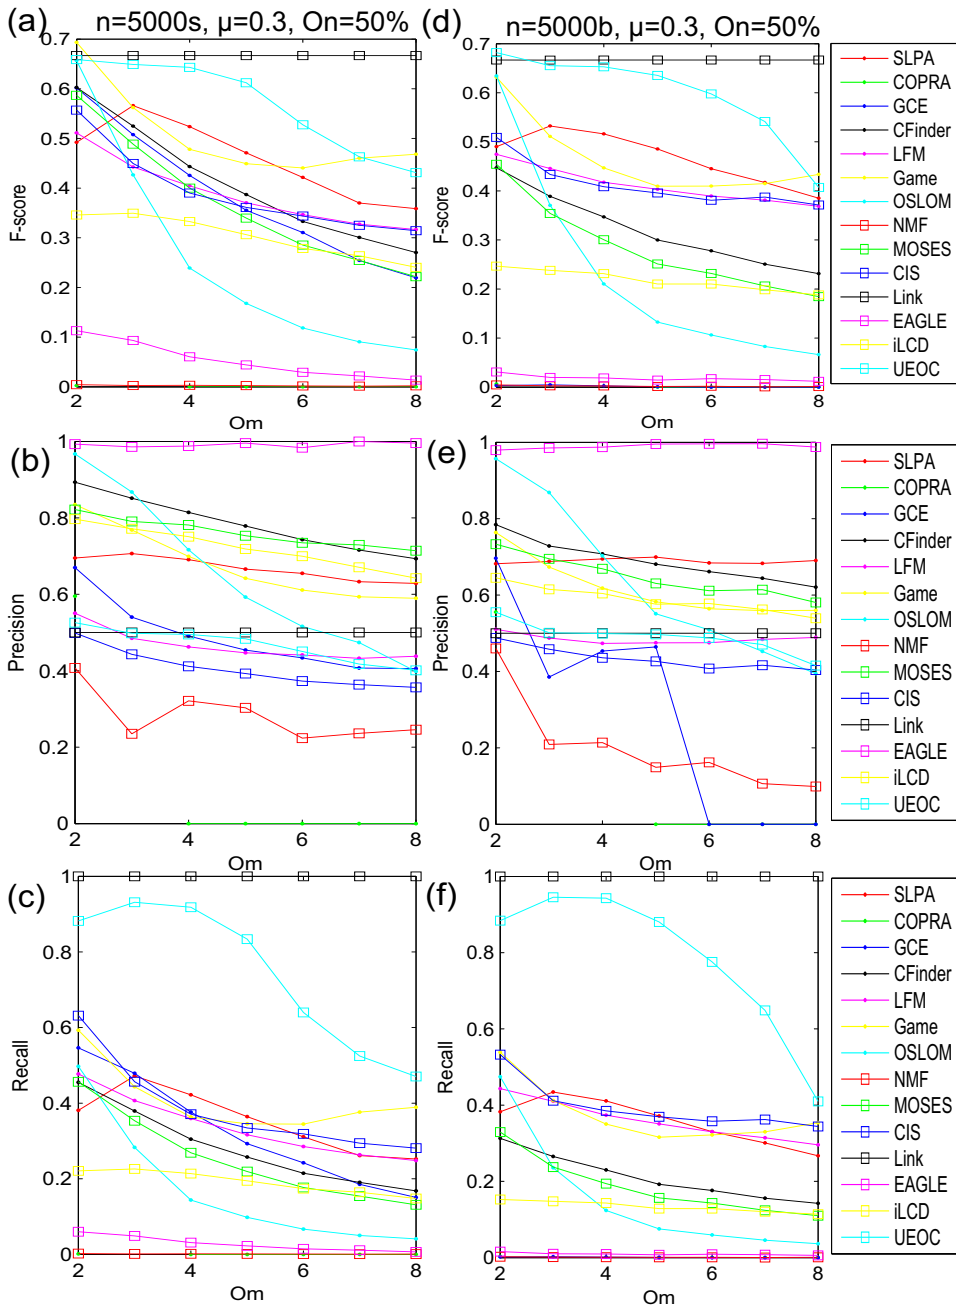 (a)
n=5000s, μ=0.3, On=50%
0.7
0.6
0.5
0.4
0.3
0.2
0.1
0
F-score
2
4
6
8
Om
(d)
n=5000b, μ=0.3, On=50%
0.7
0.6
0.5
0.4
0.3
0.2
0.1
0
F-score
2
4
6
8
Om
SLPA
COPRA
GCE
CFinder
LFM
Game
OSLOM
NMF
MOSES
CIS
Link
EAGLE
iLCD
UEOC
(b)
1
0.8
0.6
0.4
0.2
0
Precision
2
4
6
8
Om
(e)
1
0.8
0.6
0.4
0.2
0
Precision
2
4
6
8
Om
SLPA
COPRA
GCE
CFinder
LFM
Game
OSLOM
NMF
MOSES
CIS
Link
EAGLE
iLCD
UEOC
(c)
1
0.8
0.6
0.4
0.2
0
Recall
2
4
6
8
Om
(f)
1
0.8
0.6
0.4
0.2
0
Recall
2
4
6
8
Om
SLPA
COPRA
GCE
CFinder
LFM
Game
OSLOM
NMF
MOSES
CIS
Link
EAGLE
iLCD
UEOC